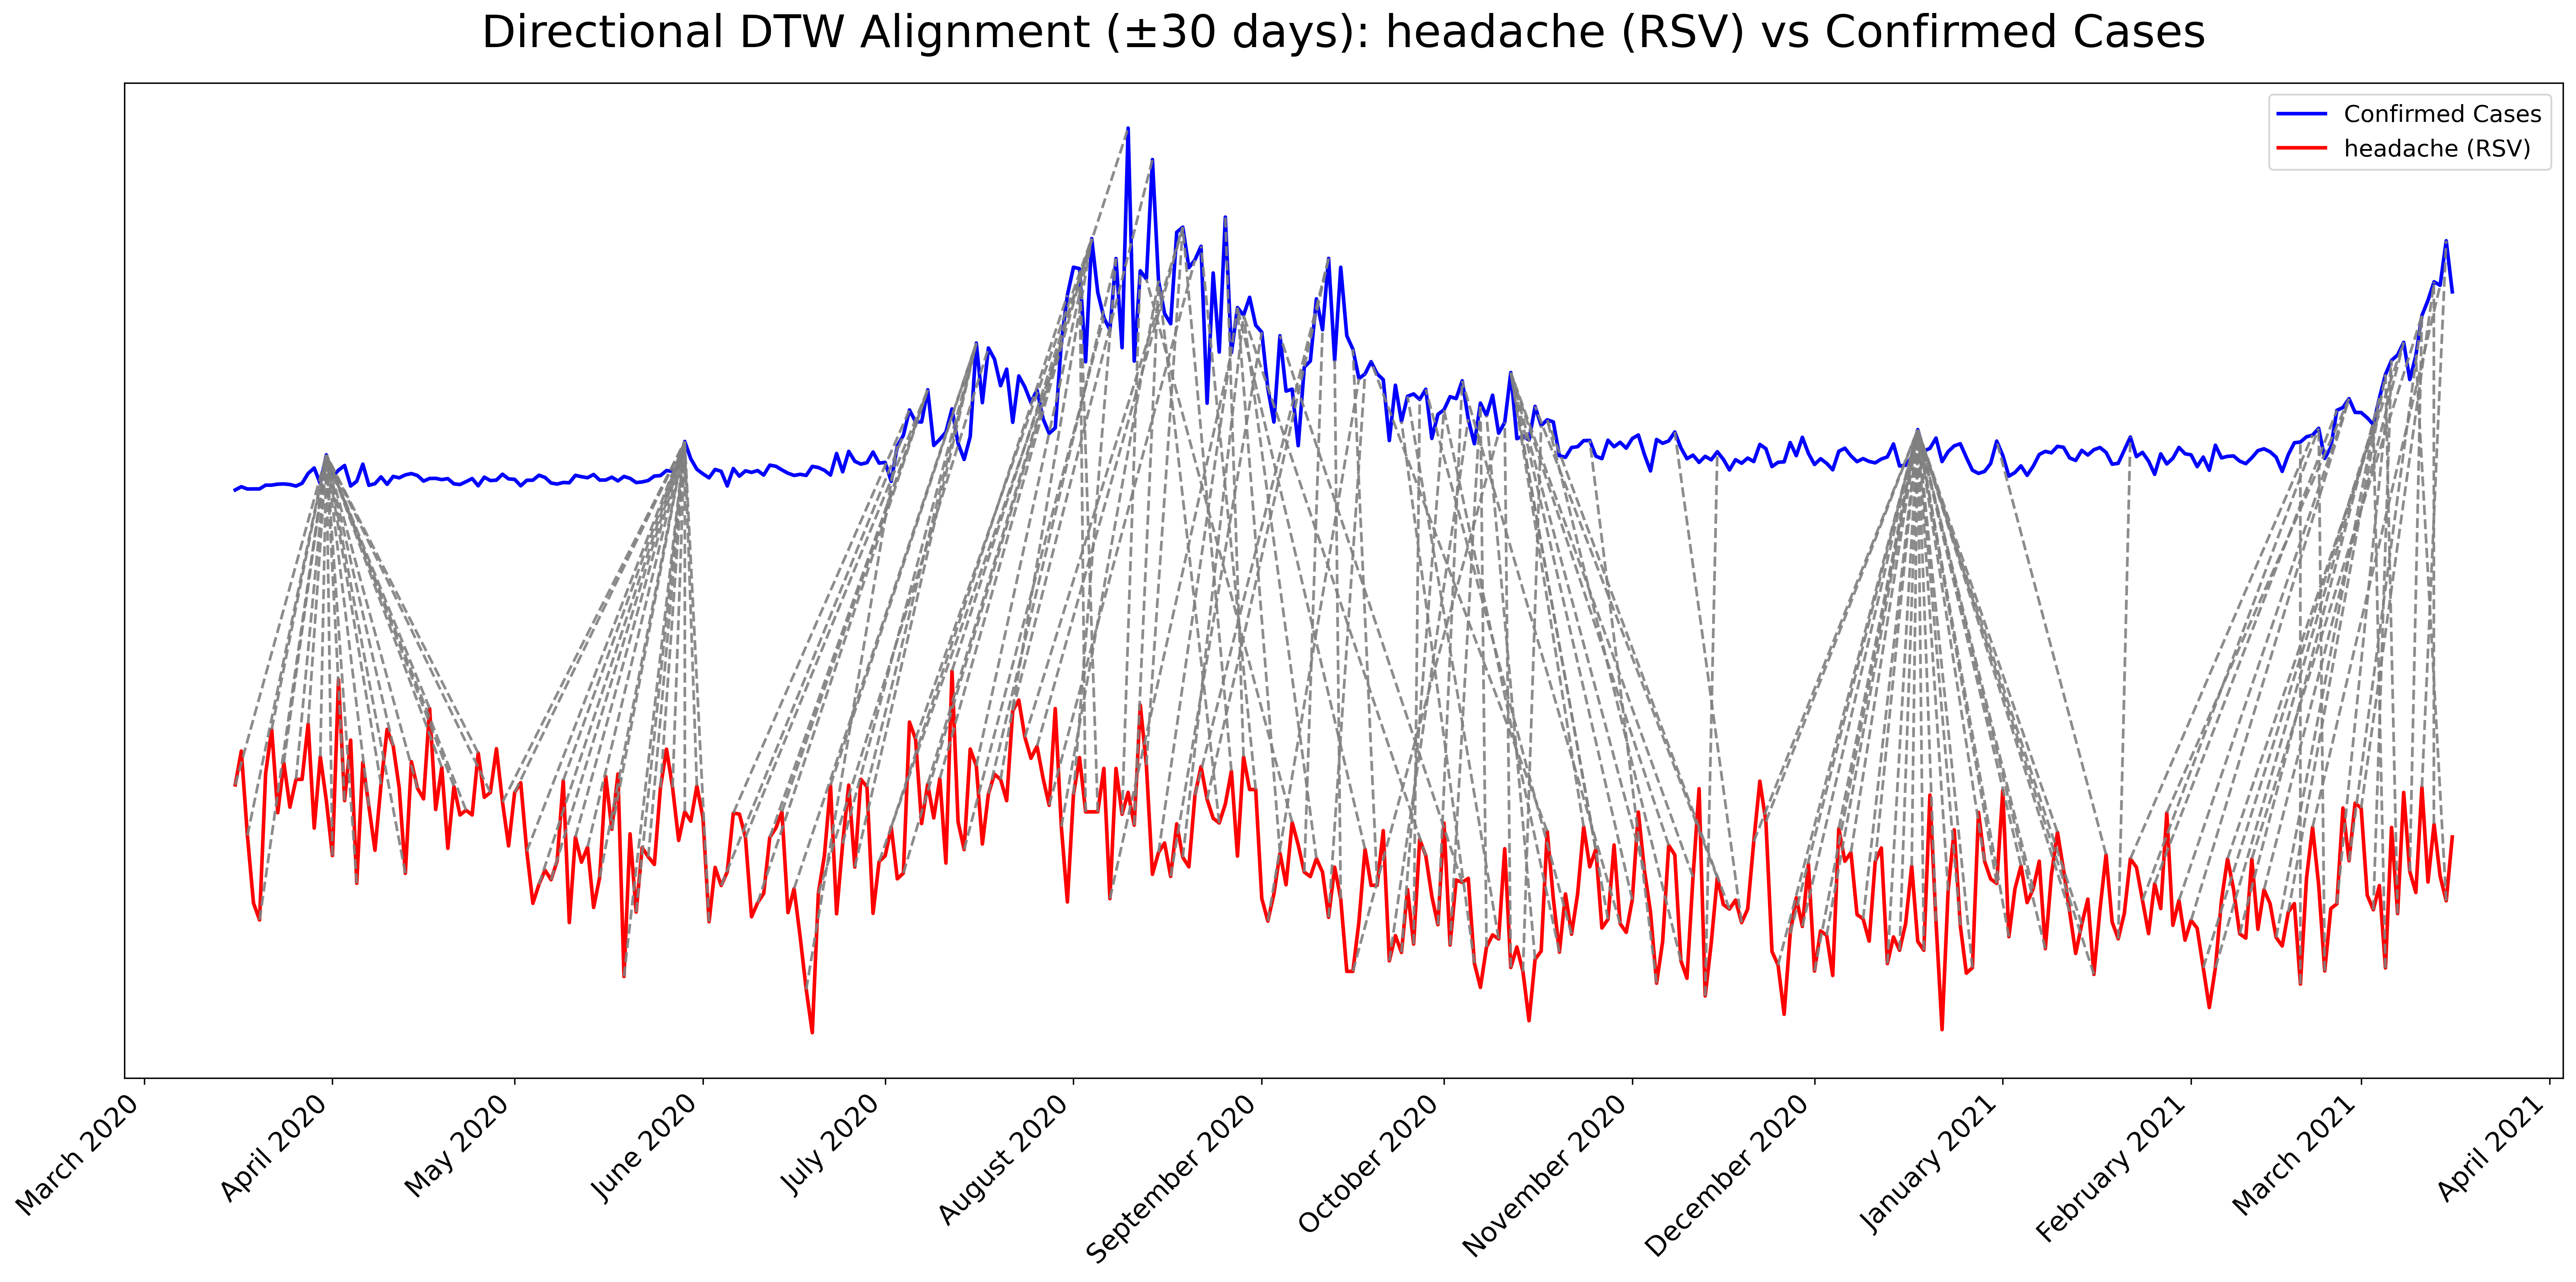 Directional DTW Alignment (±30 days): headache (RSV) vs Confirmed Cases
Confirmed Cases
headache (RSV)
March 2020
April 2020
May 2020
June 2020
July 2020
August 2020
September 2020
October 2020
November 2020
December 2020
January 2021
February 2021
March 2021
April 2021